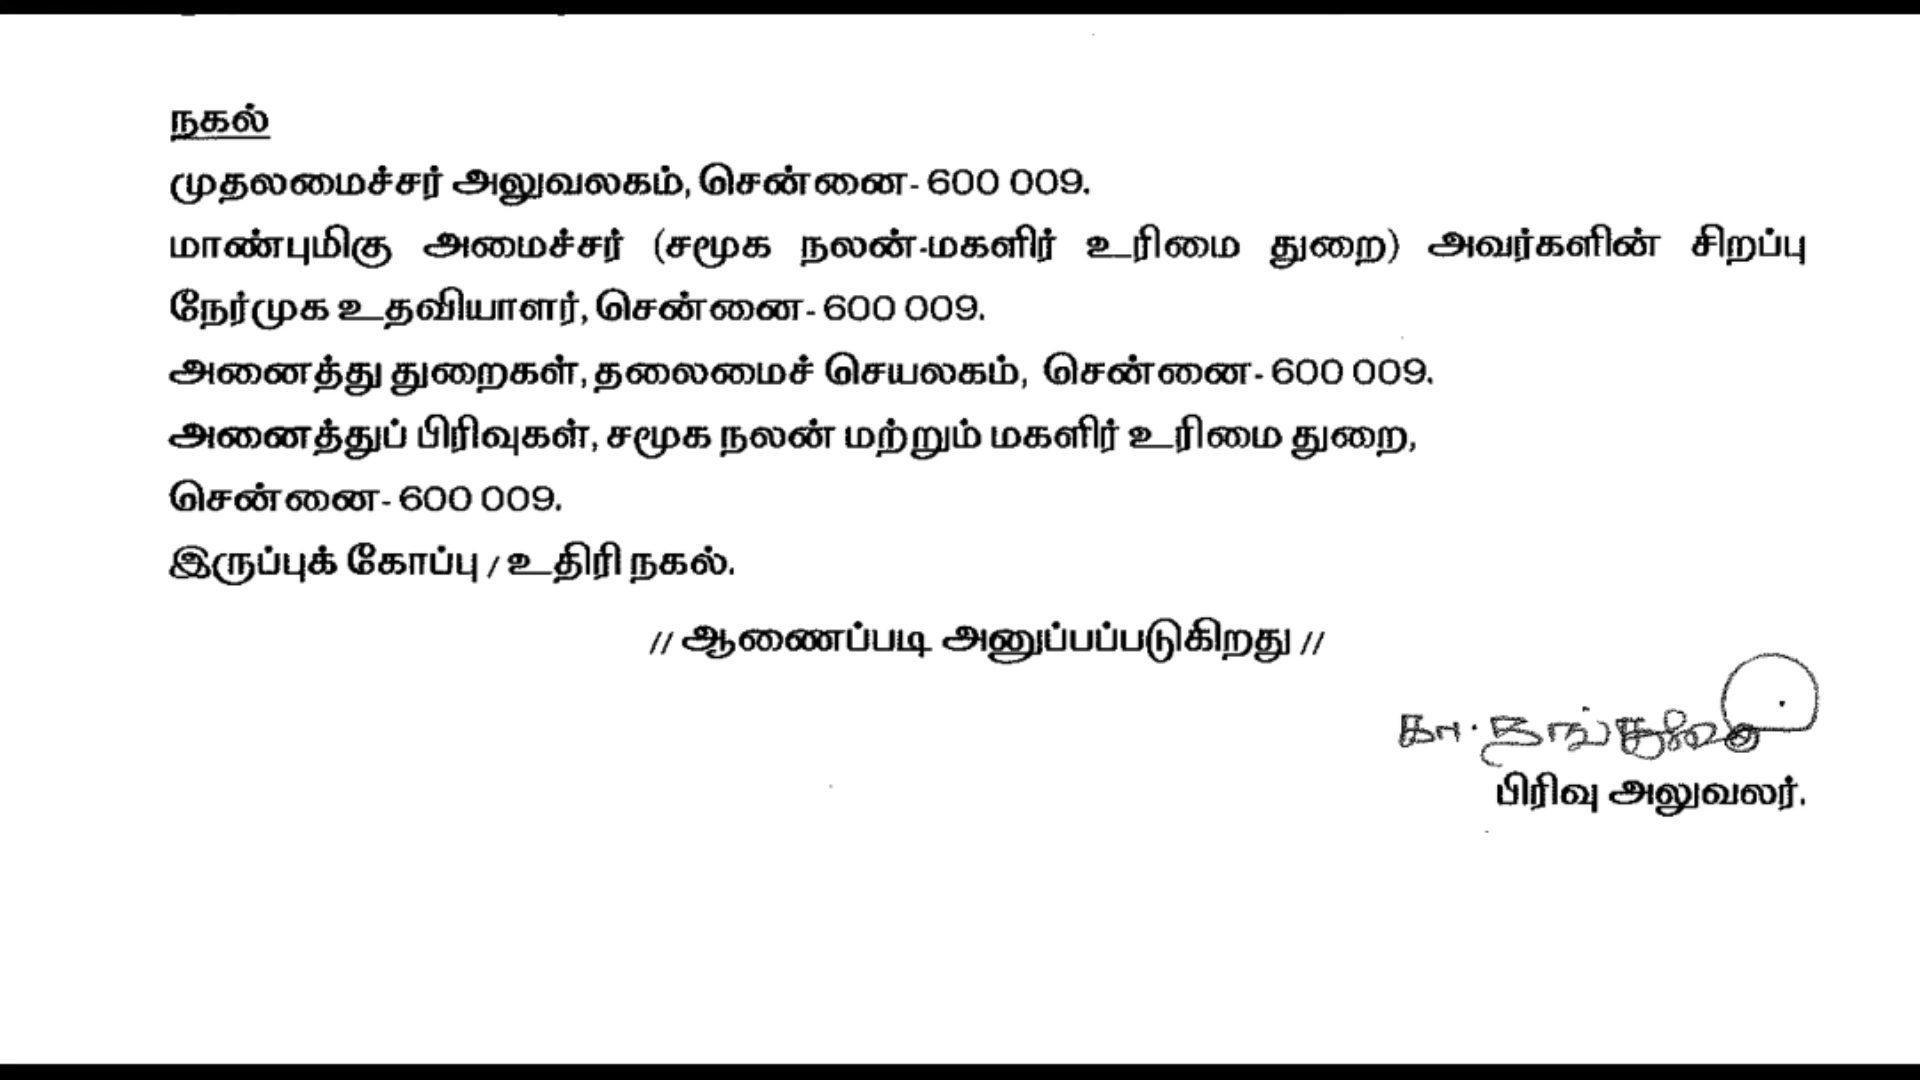 நகல்
முதலமைச்சர் அலுவலகம், சென்னை- 600 009.
மாண்புமிகு அமைச்சர் (சமூக நலன்-மகளிர் உரிமை துறை) அவர்களின் சிறப்பு
நேர்முக உதவியாளர், சென்னை- 600 009.
அனைத்து துறைகள், தலைமைச் செயலகம், சென்னை- 600 009.
அனைத்துப் பிரிவுகள், சமூக நலன் மற்றும் மகளிர் உரிமை துறை,
சென்னை- 600 009.
இருப்புக் கோப்பு / உதிரி நகல்.
// ஆணைப்படி அனுப்பப்படுகிறது //
கா.
பிரிவு அலுவலர்.